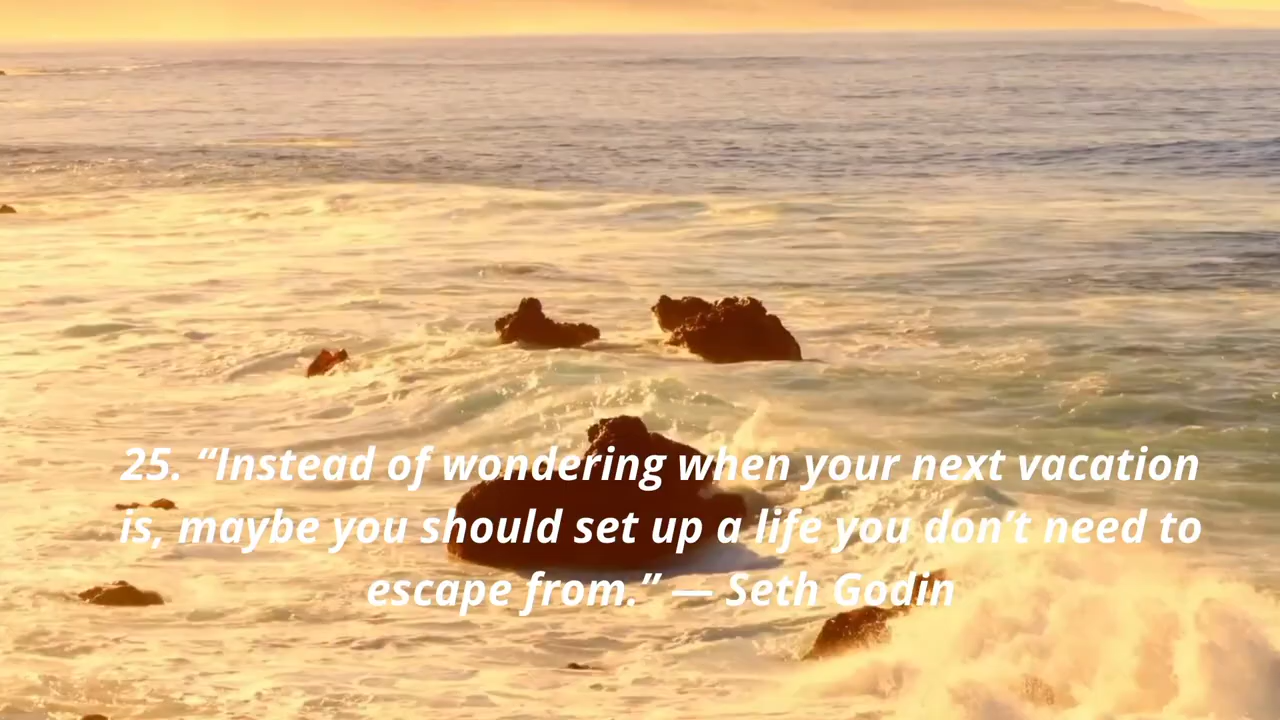 25. “Instead of wondering when your next vacation
is, maybe you should set up a life you don’t need to
escape from.” — Seth Godin